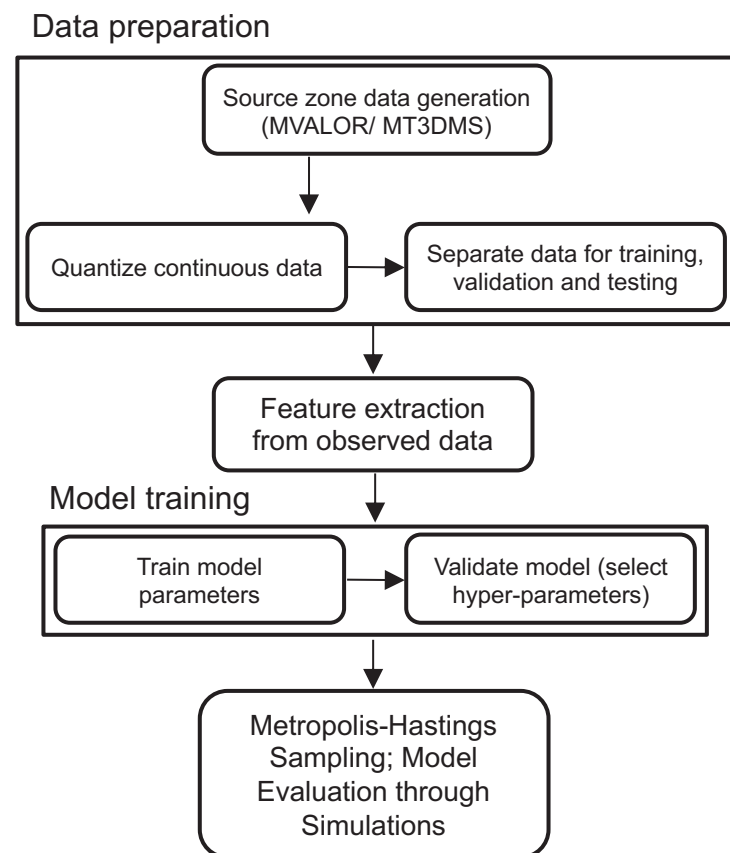 Data preparation
Source zone data generation
(MVALOR/ MT3DMS)
Quantize continuous data
Separate data for training,
validation and testing
Feature extraction
from observed data
Model training
Train model
parameters
Validate model (select
hyper-parameters)
Metropolis-Hastings
Sampling; Model
Evaluation through
Simulations